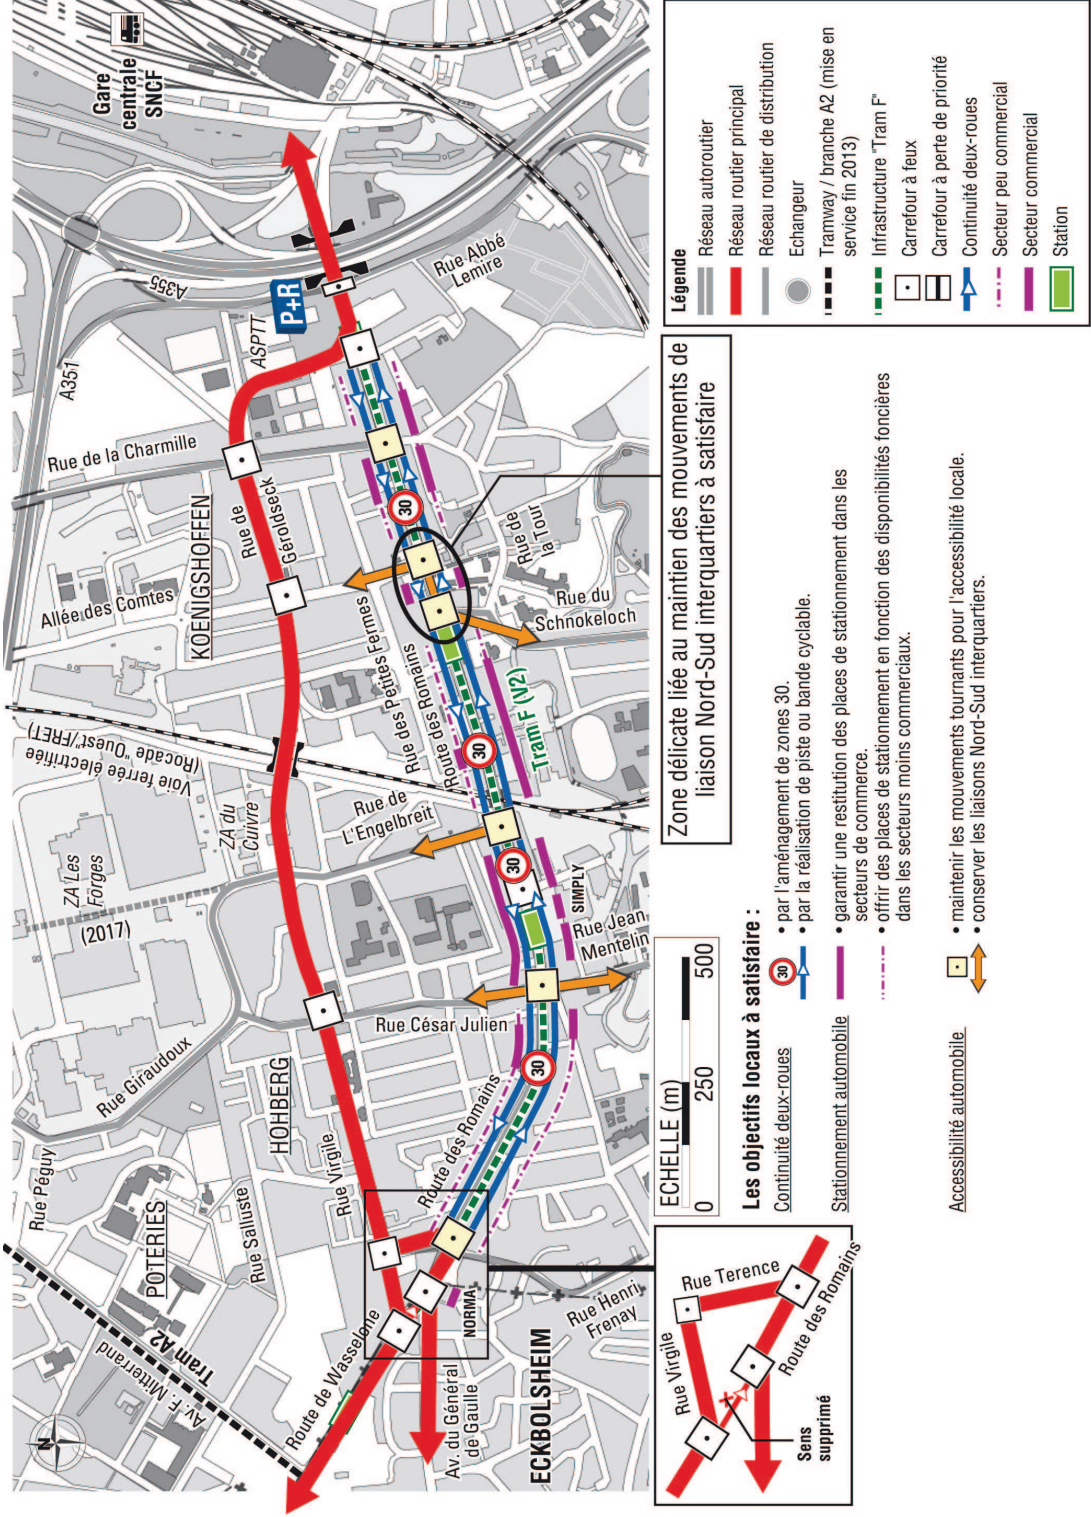 Gare
centrale
SNCF
A351
A355
ASPTT
P+R
Rue Abbé
Lemire
Rue de la Charmille
KOENIGSHOFFEN
Rue de
Géroldseck
Allée des Comtes
30
Rue de
la Tour
Rue du
Schnokeloch
Rue des Petites Fermes
Route des Romains
Tram F (V2)
30
Voie ferrée électrifiée
(Rocade "Ouest"/FRET)
ZA du
Cuivre
Rue de
L'Engelbreit
ZA Les
Forges
(2017)
30
SIMPLY
Rue Jean
Mentelin
Rue César Julien
Rue Giraudoux
HOHBERG
30
Route des Romains
Rue Virgile
Rue Péguy
POTERIES
Rue Salluste
Tram A2
Av. F. Mitterrand
Route de Wasselone
NORMA
Rue Henri
Frenay
Av. du Général
de Gaulle
ECKBOLSHEIM
N
Légende
Réseau autoroutier
Réseau routier principal
Réseau routier de distribution
Echangeur
Tramway / branche A2 (mise en
service fin 2013)
Infrastructure "Tram F"
Carrefour à feux
Carrefour à perte de priorité
Continuité deux-roues
Secteur peu commercial
Secteur commercial
Station
Zone délicate liée au maintien des mouvements de
liaison Nord-Sud interquartiers à satisfaire
ECHELLE (m)
0 250 500
Les objectifs locaux à satisfaire :
Continuité deux-roues
30
• par l'aménagement de zones 30.
• par la réalisation de piste ou bande cyclable.
Stationnement automobile
• garantir une restitution des places de stationnement dans les
secteurs de commerce.
• offrir des places de stationnement en fonction des disponibilités foncières
dans les secteurs moins commerciaux.
Accessibilité automobile
• maintenir les mouvements tournants pour l'accessibilité locale.
• conserver les liaisons Nord-Sud interquartiers.
Rue Virgile
Rue Terence
Route des Romains
Sens
supprimé